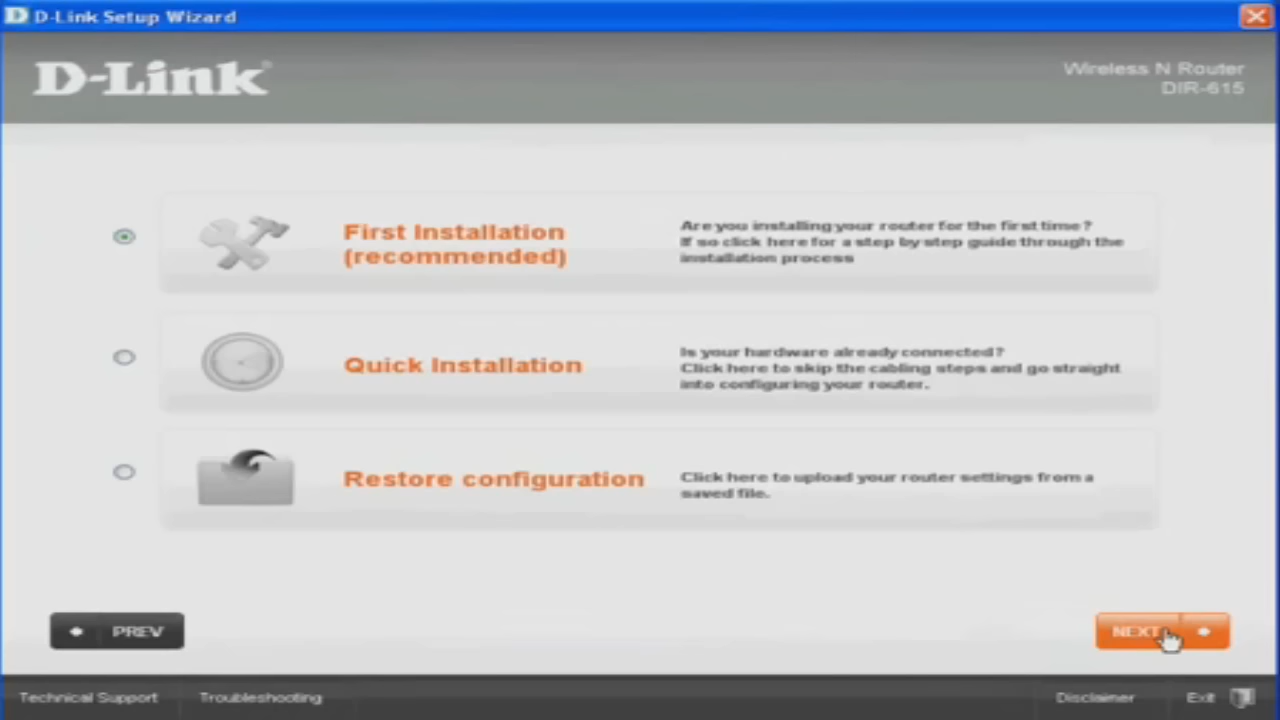 D-Link Setup Wizard
D-Link®
Wireless N Router
DIR-615
First Installation
(recommended)
Are you installing your router for the first time?
If so click here for a step by step guide through the
installation process
Quick Installation
Is your hardware already connected?
Click here to skip the cabling steps and go straight
into configuring your router.
Restore configuration
Click here to upload your router settings from a
saved file.
PREV
NEXT
Technical Support
Troubleshooting
Disclaimer
Exit